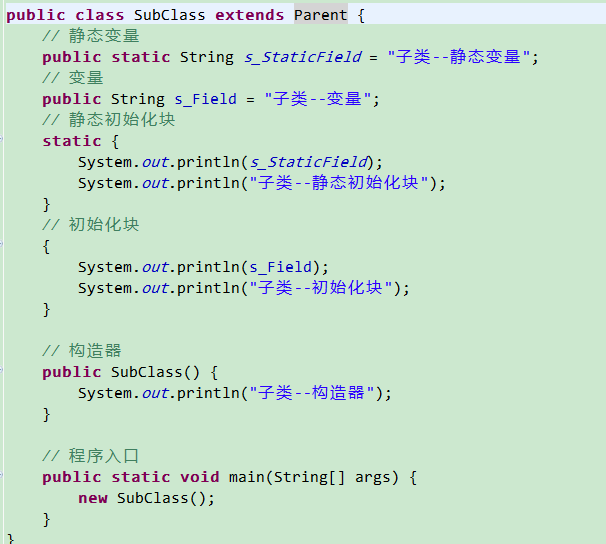 public class SubClass extends Parent {
// 静态变量
public static String s_StaticField = "子类--静态变量";
// 变量
public String s_Field = "子类--变量";
// 静态初始化块
static {
System.out.println(s_StaticField);
System.out.println("子类--静态初始化块");
}
// 初始化块
{
System.out.println(s_Field);
System.out.println("子类--初始化块");
}
// 构造器
public SubClass() {
System.out.println("子类--构造器");
}
// 程序入口
public static void main(String[] args) {
new SubClass();
}
}